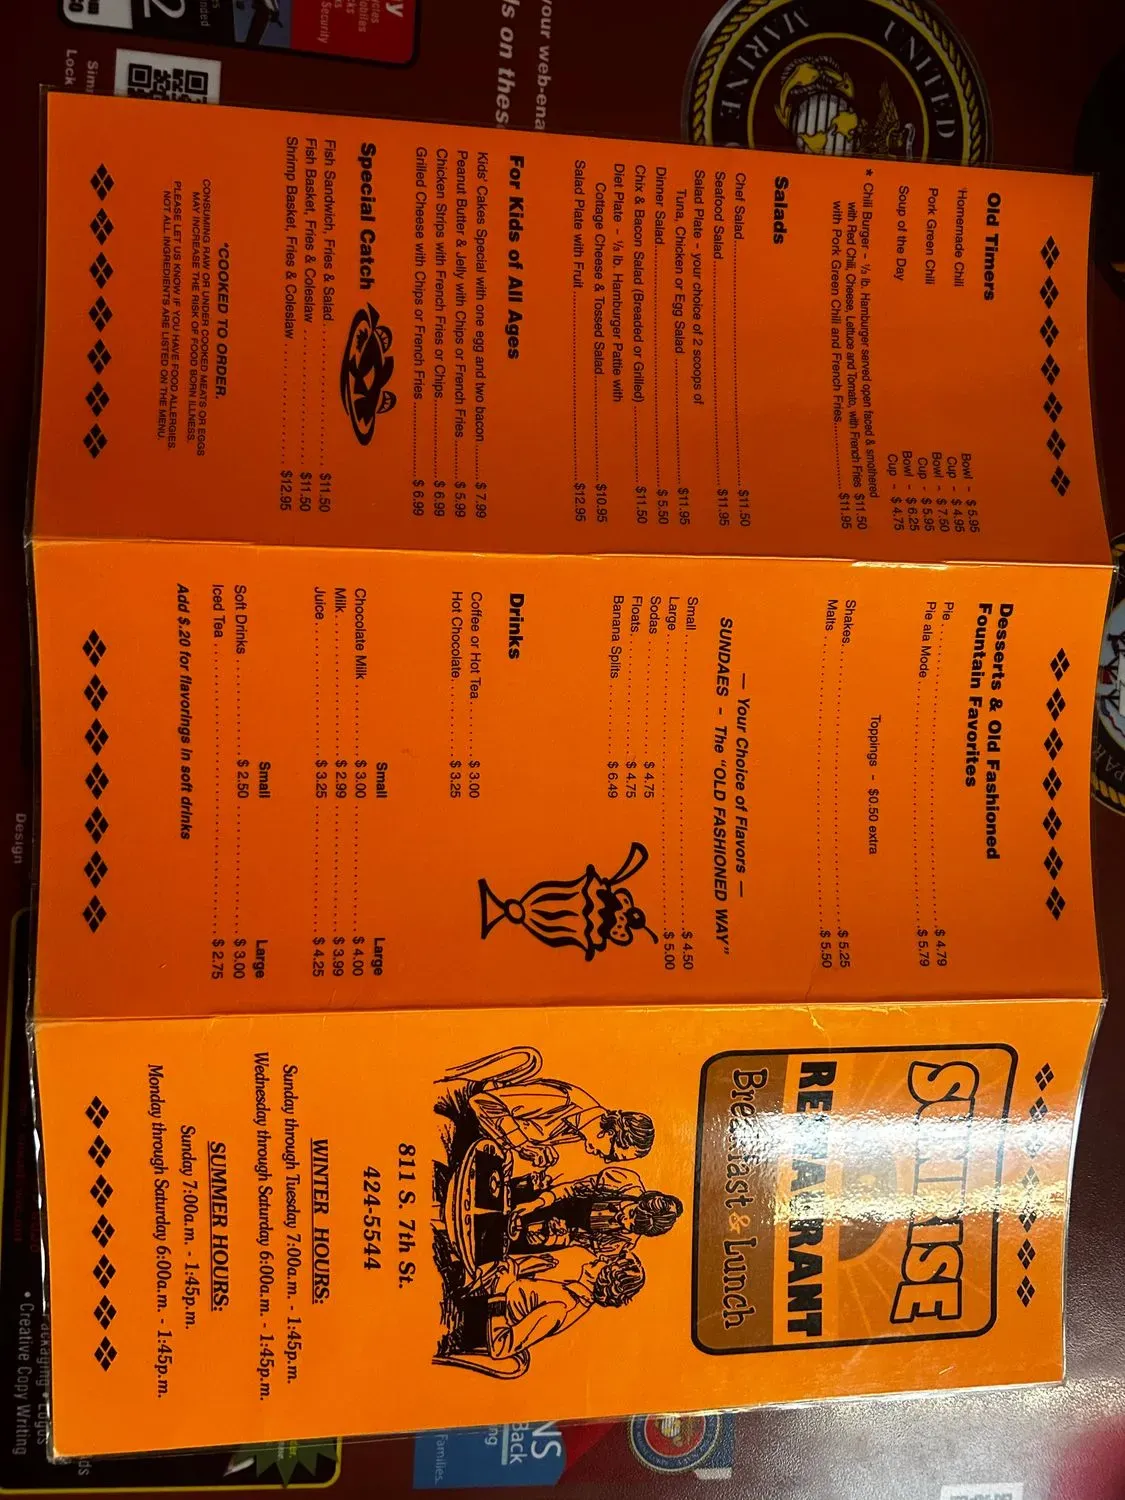 Old Timers
'Homemade Chili Bowl - $ 5.95
Cup - $ 4.95
Pork Green Chili Bowl - $ 7.50
Cup - $ 5.95
Soup of the Day Bowl - $ 6.25
Cup - $ 4.75
* Chili Burger - ⅓ lb. Hamburger served open faced & smothered
with Red Chili, Cheese, Lettuce and Tomato, with French Fries $11.50
with Pork Green Chili and French Fries $11.95
Salads
Chef Salad $11.50
Seafood Salad $11.95
Salad Plate - your choice of 2 scoops of
Tuna, Chicken or Egg Salad $11.95
Dinner Salad $ 5.50
Chix & Bacon Salad (Breaded or Grilled) $11.50
Diet Plate - ⅓ lb. Hamburger Pattie with
Cottage Cheese & Tossed Salad $10.95
Salad Plate with Fruit $12.95
For Kids of All Ages
Kids' Cakes Special with one egg and two bacon $ 7.99
Peanut Butter & Jelly with Chips or French Fries $ 5.99
Chicken Strips with French Fries or Chips $ 6.99
Grilled Cheese with Chips or French Fries $ 6.99
Special Catch
Fish Sandwich, Fries & Salad $11.50
Fish Basket, Fries & Coleslaw $11.50
Shrimp Basket, Fries & Coleslaw $12.95
*COOKED TO ORDER.
CONSUMING RAW OR UNDER COOKED MEATS OR EGGS
MAY INCREASE THE RISK OF FOOD BORN ILLNESS.
PLEASE LET US KNOW IF YOU HAVE FOOD ALLERGIES.
NOT ALL INGREDIENTS ARE LISTED ON THE MENU.
Desserts & Old Fashioned
Fountain Favorites
Pie $ 4.79
Pie ala Mode $ 5.79
Toppings - $0.50 extra
Shakes $ 5.25
Malts $ 5.50
— Your Choice of Flavors —
SUNDAES - The "OLD FASHIONED WAY"
Small $ 4.50
Large $ 5.00
Sodas $ 4.75
Floats $ 4.75
Banana Splits $ 6.49
Drinks
Coffee or Hot Tea $ 3.00
Hot Chocolate $ 3.25
Small Large
Chocolate Milk $ 3.00 $ 4.00
Milk $ 2.99 $ 3.99
Juice $ 3.25 $ 4.25
Small Large
Soft Drinks $ 2.50 $ 3.00
Iced Tea $ 2.75
Add $.20 for flavorings in soft drinks
SUNRISE
RESTAURANT
Breakfast & Lunch
811 S. 7th St.
424-5544
WINTER HOURS:
Sunday through Tuesday 7:00a.m. - 1:45p.m.
Wednesday through Saturday 6:00a.m. - 1:45p.m.
SUMMER HOURS:
Sunday 7:00a.m. - 1:45p.m.
Monday through Saturday 6:00a.m. - 1:45p.m.
UNITED
MARINE
your web-ena
s on thes
Security
Lock
Design
• Creative Copy Writing
NS
Back
Families.